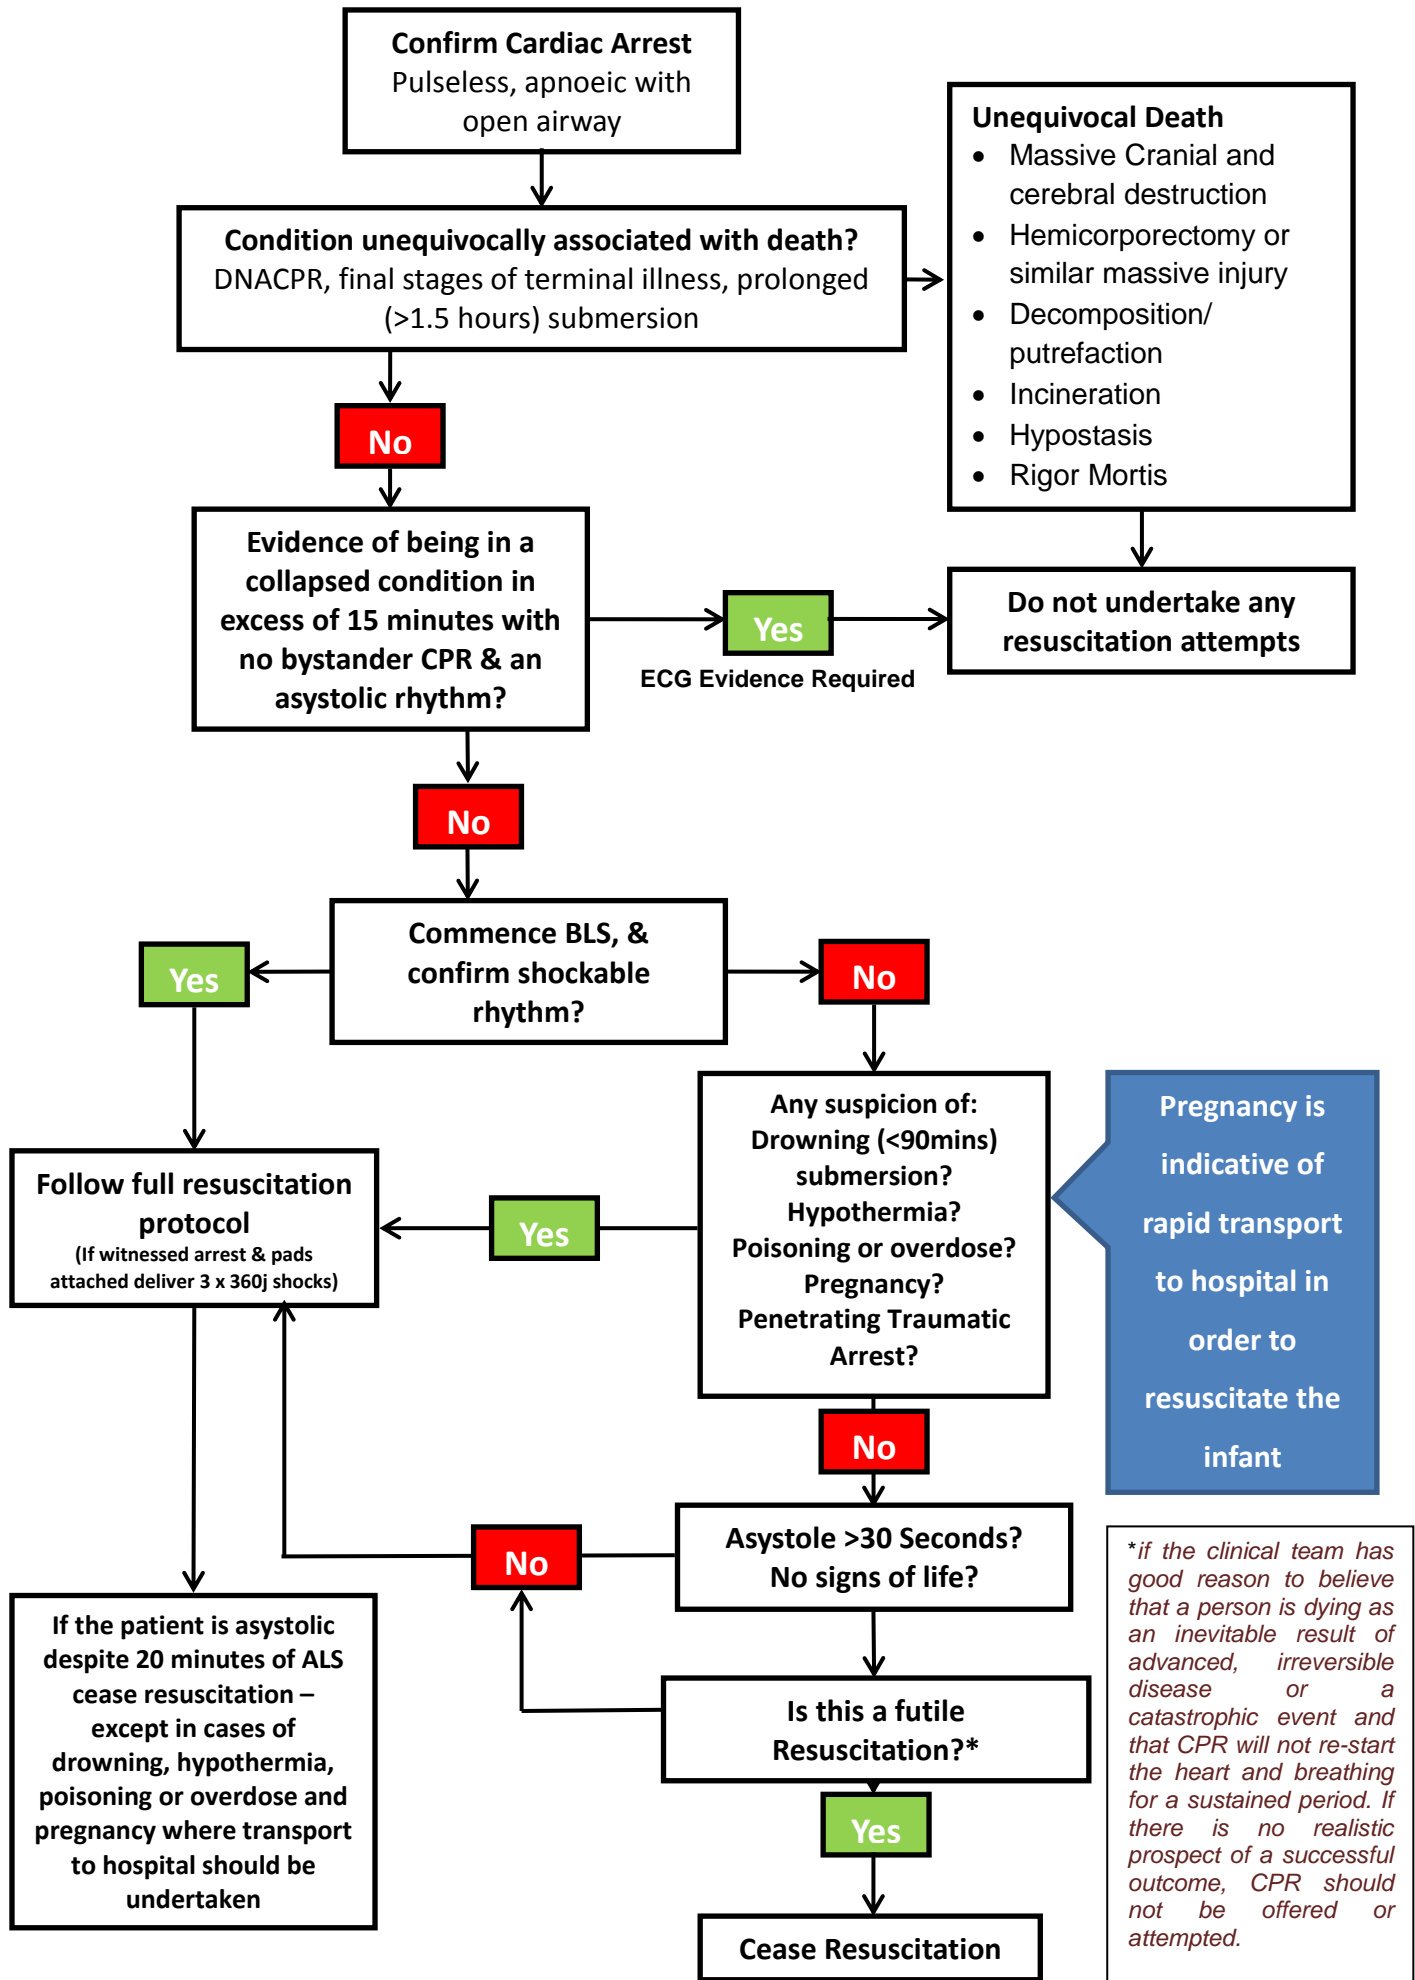 Confirm Cardiac Arrest
Pulseless, apnoeic with
open airway
Unequivocal Death
• Massive Cranial and
cerebral destruction
• Hemicorporectomy or
similar massive injury
• Decomposition/
putrefaction
• Incineration
• Hypostasis
• Rigor Mortis
Condition unequivocally associated with death?
DNACPR, final stages of terminal illness, prolonged
(>1.5 hours) submersion
No
Evidence of being in a
collapsed condition in
excess of 15 minutes with
no bystander CPR & an
asystolic rhythm?
Yes
ECG Evidence Required
Do not undertake any
resuscitation attempts
No
Commence BLS, &
confirm shockable
rhythm?
Yes
No
Any suspicion of:
Drowning (<90mins)
submersion?
Hypothermia?
Poisoning or overdose?
Pregnancy?
Penetrating Traumatic
Arrest?
Pregnancy is
indicative of
rapid transport
to hospital in
order to
resuscitate the
infant
Follow full resuscitation
protocol
(If witnessed arrest & pads
attached deliver 3 x 360j shocks)
Yes
No
Asystole >30 Seconds?
No signs of life?
No
If the patient is asystolic
despite 20 minutes of ALS
cease resuscitation –
except in cases of
drowning, hypothermia,
poisoning or overdose and
pregnancy where transport
to hospital should be
undertaken
Is this a futile
Resuscitation?*
Yes
Cease Resuscitation
*if the clinical team has
good reason to believe
that a person is dying as
an inevitable result of
advanced, irreversible
disease or a
catastrophic event and
that CPR will not re-start
the heart and breathing
for a sustained period. If
there is no realistic
prospect of a successful
outcome, CPR should
not be offered or
attempted.